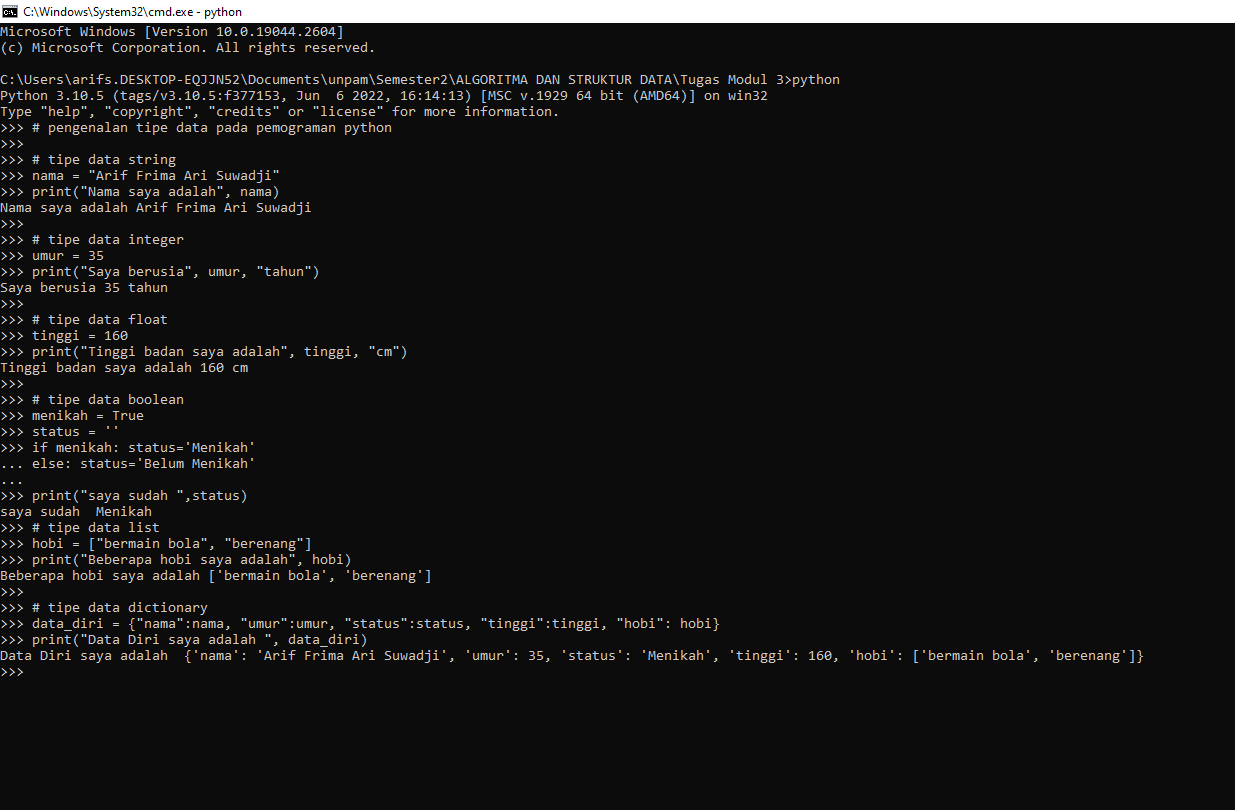 C:\Windows\System32\cmd.exe - python
Microsoft Windows [Version 10.0.19044.2604]
(c) Microsoft Corporation. All rights reserved.
C:\Users\arifs.DESKTOP-EQJJN52\Documents\unpam\Semester2\ALGORITMA DAN STRUKTUR DATA\Tugas Modul 3>python
Python 3.10.5 (tags/v3.10.5:f377153, Jun  6 2022, 16:14:13) [MSC v.1929 64 bit (AMD64)] on win32
Type "help", "copyright", "credits" or "license" for more information.
>>> # pengenalan tipe data pada pemograman python
>>>
>>> # tipe data string
>>> nama = "Arif Frima Ari Suwadji"
>>> print("Nama saya adalah", nama)
Nama saya adalah Arif Frima Ari Suwadji
>>>
>>> # tipe data integer
>>> umur = 35
>>> print("Saya berusia", umur, "tahun")
Saya berusia 35 tahun
>>>
>>> # tipe data float
>>> tinggi = 160
>>> print("Tinggi badan saya adalah", tinggi, "cm")
Tinggi badan saya adalah 160 cm
>>>
>>> # tipe data boolean
>>> menikah = True
>>> status = ''
>>> if menikah: status='Menikah'
... else: status='Belum Menikah'
...
>>> print("saya sudah ",status)
saya sudah  Menikah
>>> # tipe data list
>>> hobi = ["bermain bola", "berenang"]
>>> print("Beberapa hobi saya adalah", hobi)
Beberapa hobi saya adalah ['bermain bola', 'berenang']
>>>
>>> # tipe data dictionary
>>> data_diri = {"nama":nama, "umur":umur, "status":status, "tinggi":tinggi, "hobi": hobi}
>>> print("Data Diri saya adalah ", data_diri)
Data Diri saya adalah  {'nama': 'Arif Frima Ari Suwadji', 'umur': 35, 'status': 'Menikah', 'tinggi': 160, 'hobi': ['bermain bola', 'berenang']}
>>>